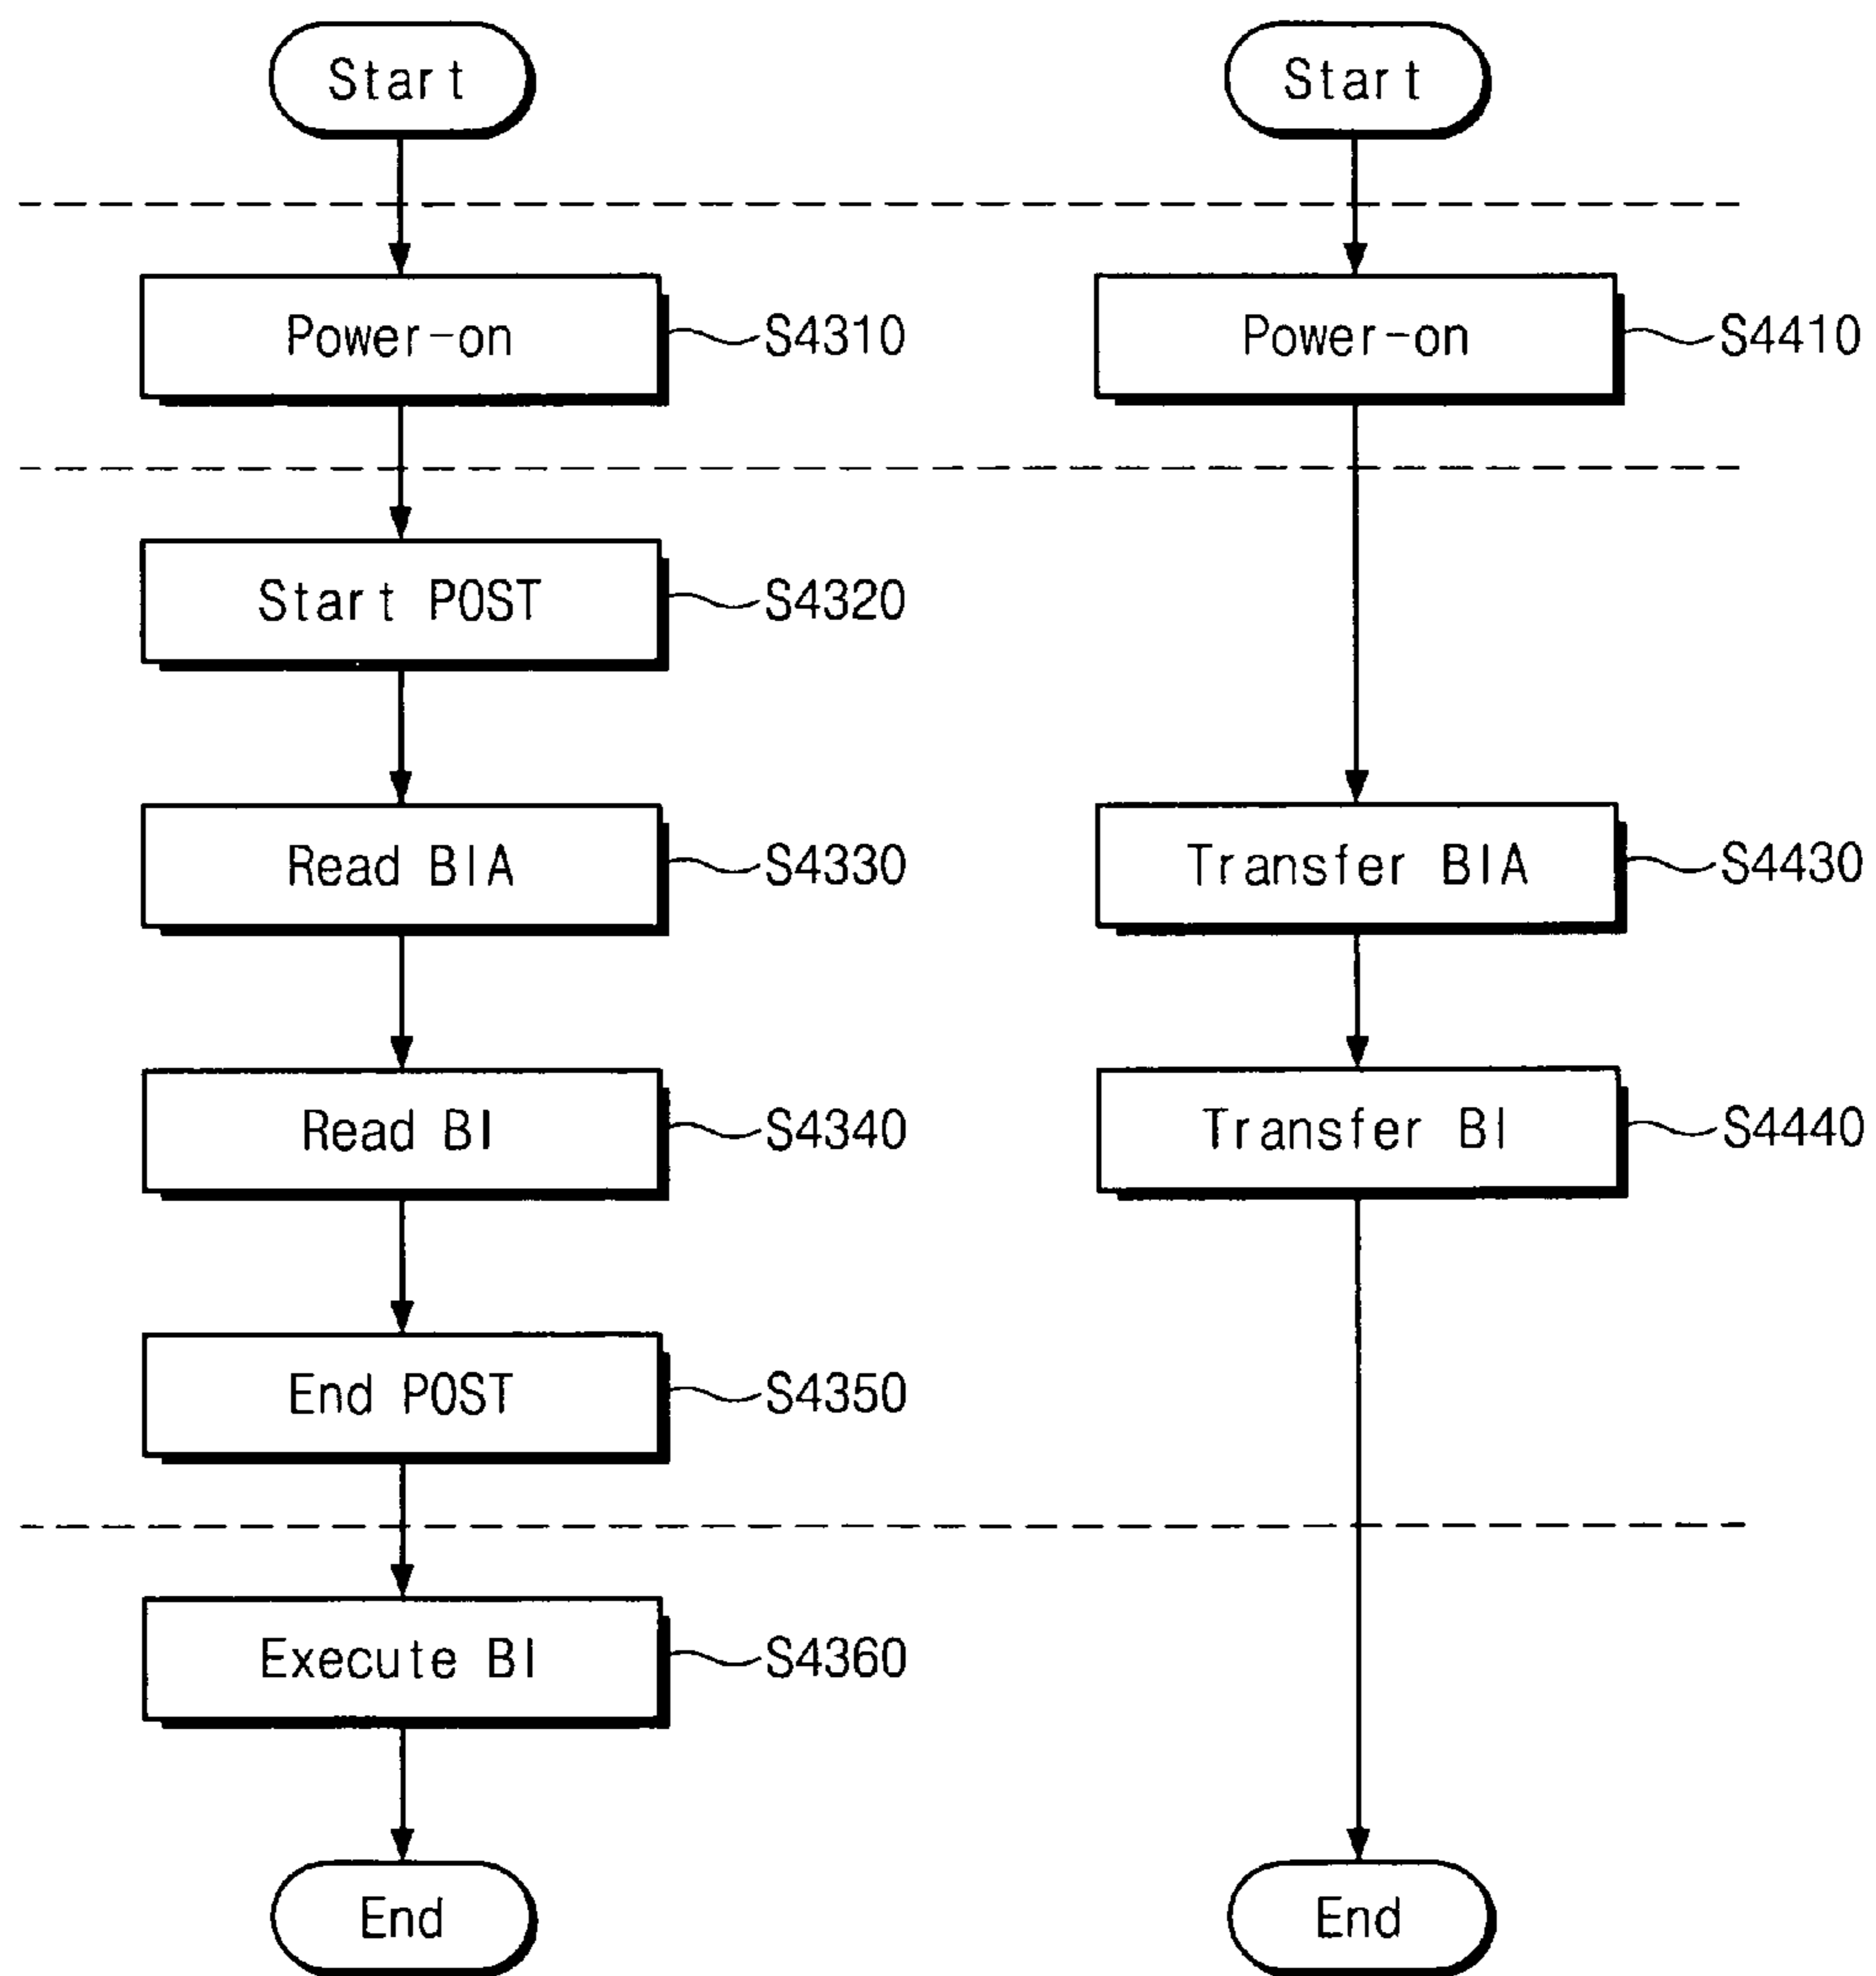 Start
Start
Power-on
S4310
Power-on
S4410
Start POST
S4320
Read BIA
S4330
Transfer BIA
S4430
Read BI
S4340
Transfer BI
S4440
End POST
S4350
Execute BI
S4360
End
End